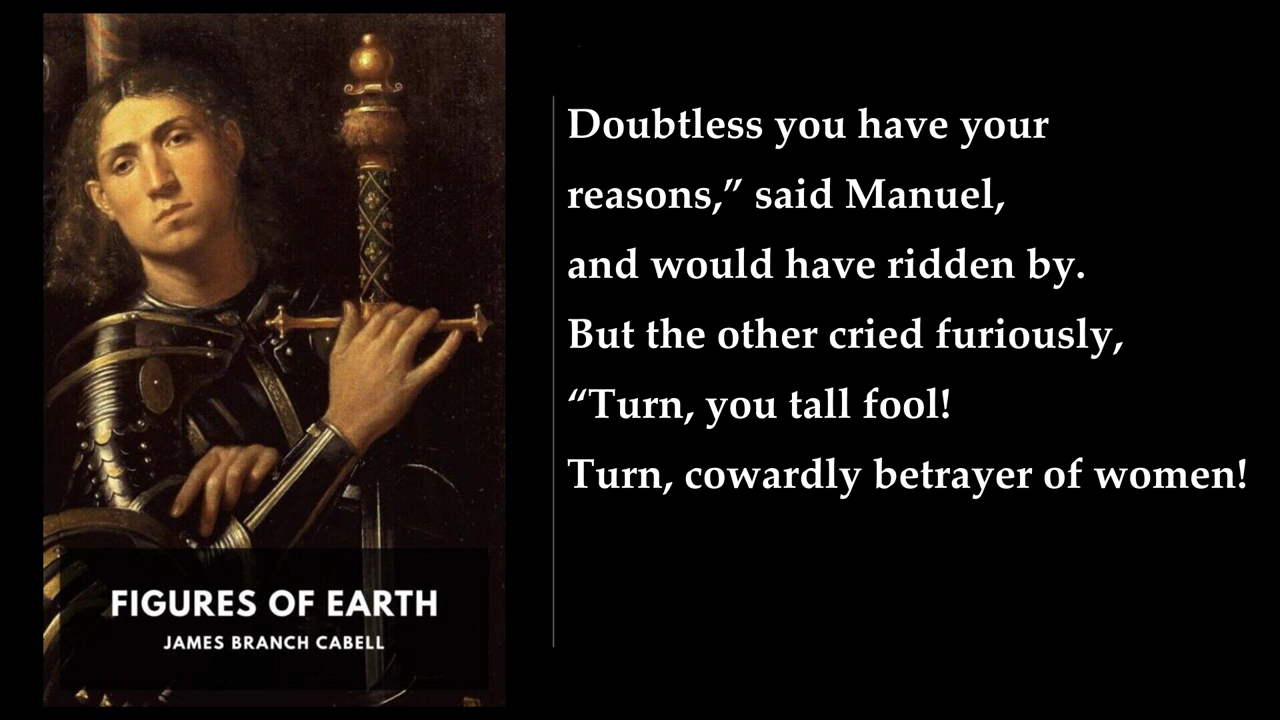 Doubtless you have your
reasons,” said Manuel,
and would have ridden by.
But the other cried furiously,
“Turn, you tall fool!
Turn, cowardly betrayer of women!
FIGURES OF EARTH
JAMES BRANCH CABELL